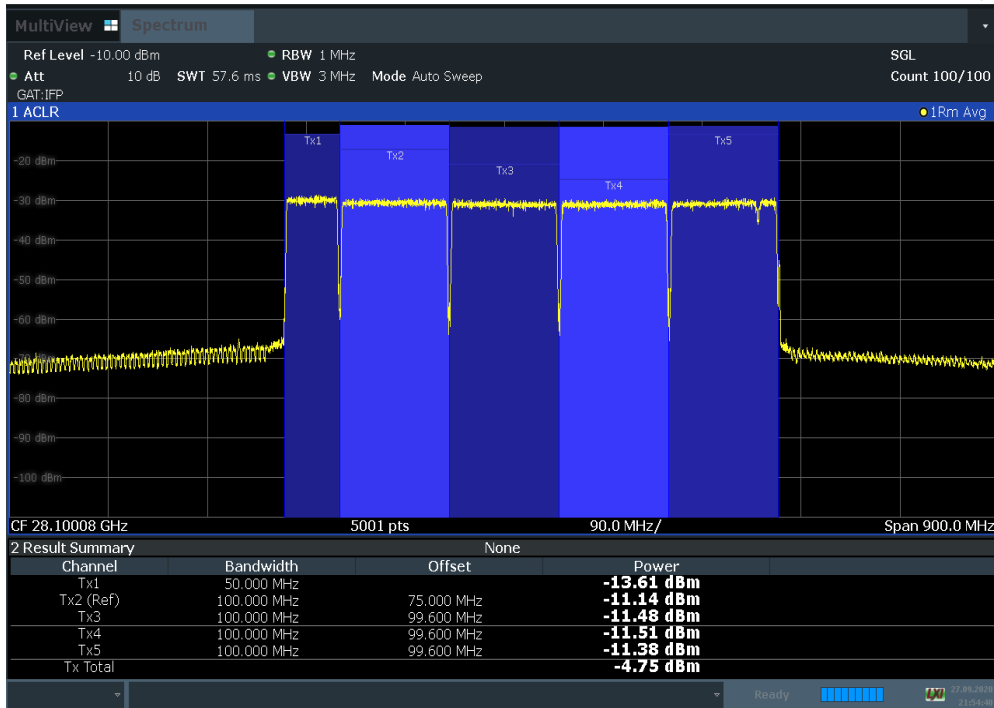 MultiView Spectrum
Ref Level -10.00 dBm RBW 1 MHz SGL
Att 10 dB SWT 57.6 ms VBW 3 MHz Mode Auto Sweep Count 100/100
GAT:IFP
1 ACLR 1Rm Avg
Tx1 Tx2 Tx3 Tx4 Tx5
-20 dBm
-30 dBm
-40 dBm
-50 dBm
-60 dBm
-70 dBm
-80 dBm
-90 dBm
-100 dBm
CF 28.10008 GHz 5001 pts 90.0 MHz/ Span 900.0 MHz
2 Result Summary None
Channel Bandwidth Offset Power
Tx1 50.000 MHz -13.61 dBm
Tx2 (Ref) 100.000 MHz 75.000 MHz -11.14 dBm
Tx3 100.000 MHz 99.600 MHz -11.48 dBm
Tx4 100.000 MHz 99.600 MHz -11.51 dBm
Tx5 100.000 MHz 99.600 MHz -11.38 dBm
Tx Total -4.75 dBm
Ready LXI 27.09.2020
21:54:40